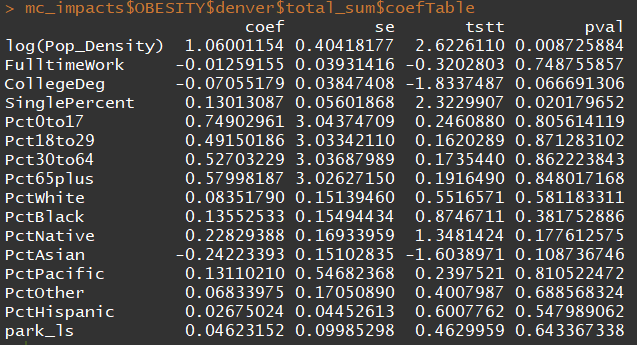 > mc_impacts$OBESITY$denver$total_sum$coefTable
coef se tstt pval
log(Pop_Density) 1.06001154 0.40418177 2.6226110 0.008725884
FulltimeWork -0.01259155 0.03931416 -0.3202803 0.748755857
CollegeDeg -0.07055179 0.03847408 -1.8337487 0.066691306
SinglePercent 0.13013087 0.05601868 2.3229907 0.020179652
Pct0to17 0.74902961 3.04374709 0.2460880 0.805614119
Pct18to29 0.49150186 3.03342110 0.1620289 0.871283102
Pct30to64 0.52703229 3.03687989 0.1735440 0.862223843
Pct65plus 0.57998187 3.02627150 0.1916490 0.848017168
PctWhite 0.08351790 0.15139460 0.5516571 0.581183311
PctBlack 0.13552533 0.15494434 0.8746711 0.381752886
PctNative 0.22829388 0.16933959 1.3481424 0.177612575
PctAsian -0.24223393 0.15102835 -1.6038971 0.108736746
PctPacific 0.13110210 0.54682368 0.2397521 0.810522472
PctOther 0.06833975 0.17050890 0.4007987 0.688568324
PctHispanic 0.02675024 0.04452613 0.6007762 0.547989062
park_ls 0.04623152 0.09985298 0.4629959 0.643367338